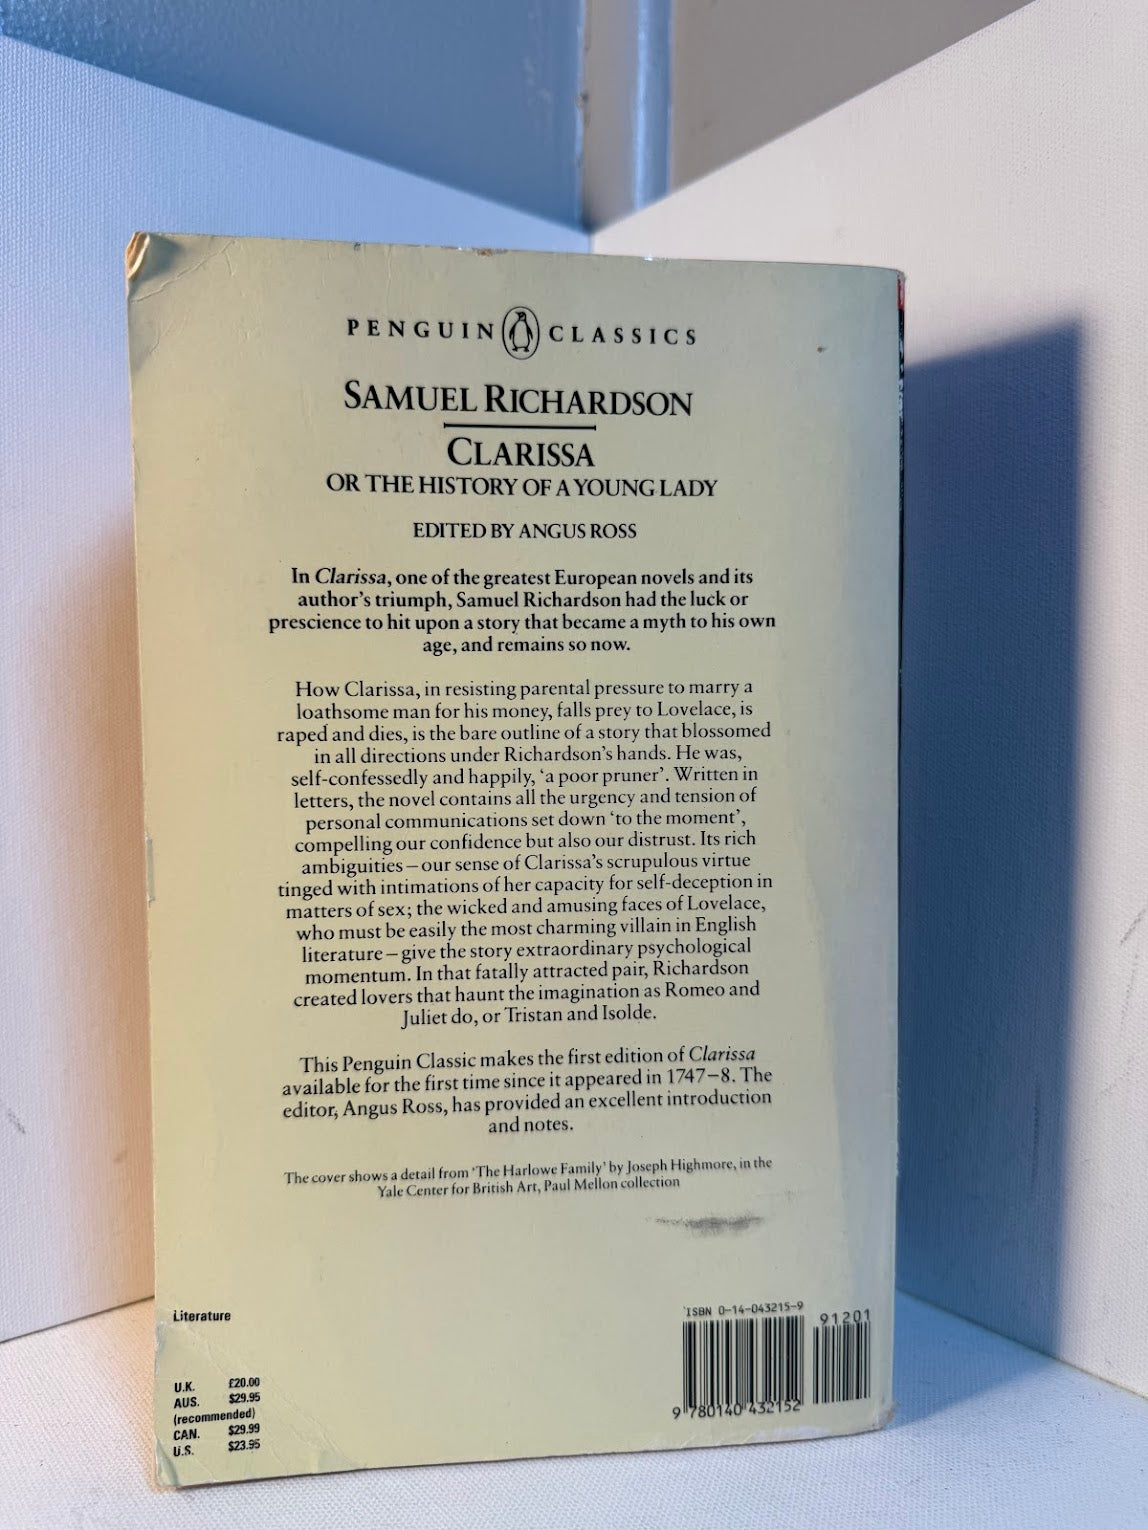 PENGUIN CLASSICS
SAMUEL RICHARDSON
CLARISSA
OR THE HISTORY OF A YOUNG LADY
EDITED BY ANGUS ROSS
In Clarissa, one of the greatest European novels and its
author's triumph, Samuel Richardson had the luck or
prescience to hit upon a story that became a myth to his own
age, and remains so now.
How Clarissa, in resisting parental pressure to marry a
loathsome man for his money, falls prey to Lovelace, is
raped and dies, is the bare outline of a story that blossomed
in all directions under Richardson's hands. He was,
self-confessedly and happily, 'a poor pruner'. Written in
letters, the novel contains all the urgency and tension of
personal communications set down 'to the moment',
compelling our confidence but also our distrust. Its rich
ambiguities – our sense of Clarissa's scrupulous virtue
tinged with intimations of her capacity for self-deception in
matters of sex; the wicked and amusing faces of Lovelace,
who must be easily the most charming villain in English
literature – give the story extraordinary psychological
momentum. In that fatally attracted pair, Richardson
created lovers that haunt the imagination as Romeo and
Juliet do, or Tristan and Isolde.
This Penguin Classic makes the first edition of Clarissa
available for the first time since it appeared in 1747–8. The
editor, Angus Ross, has provided an excellent introduction
and notes.
The cover shows a detail from 'The Harlowe Family' by Joseph Highmore, in the
Yale Center for British Art, Paul Mellon collection
Literature
U.K. £20.00
AUS. $29.95
(recommended)
CAN. $29.99
U.S. $23.95
ISBN 0-14-043215-9
91201
9 780140 432152